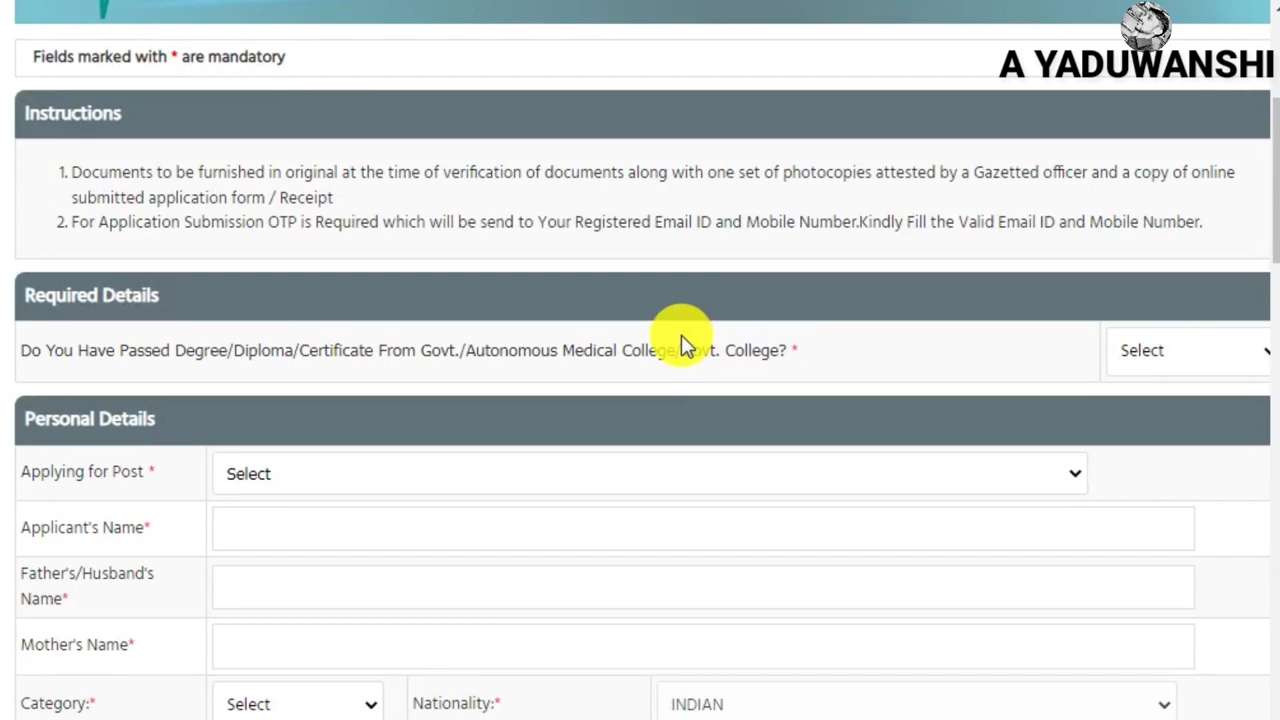 A YADUWANSHI
Fields marked with * are mandatory
Instructions
1. Documents to be furnished in original at the time of verification of documents along with one set of photocopies attested by a Gazetted officer and a copy of online
submitted application form / Receipt
2. For Application Submission OTP is Required which will be send to Your Registered Email ID and Mobile Number.Kindly Fill the Valid Email ID and Mobile Number.
Required Details
Do You Have Passed Degree/Diploma/Certificate From Govt./Autonomous Medical College/Govt. College? * Select
Personal Details
Applying for Post * Select
Applicant's Name*
Father's/Husband's
Name*
Mother's Name*
Category:* Select Nationality:* INDIAN